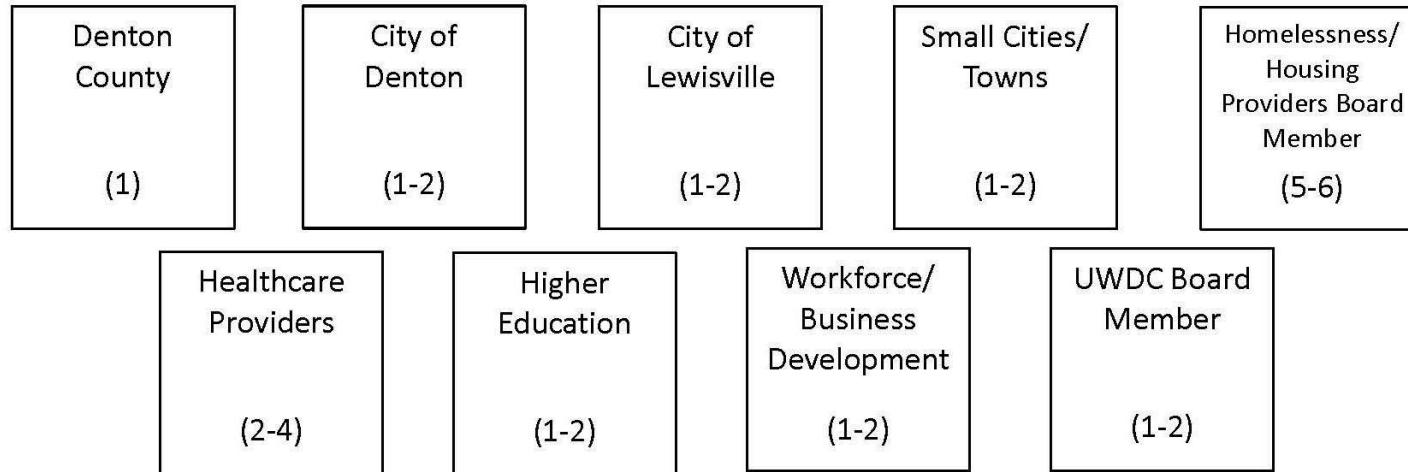 Denton
County
(1)
City of
Denton
(1-2)
City of
Lewisville
(1-2)
Small Cities/
Towns
(1-2)
Homelessness/
Housing
Providers Board
Member
(5-6)
Healthcare
Providers
(2-4)
Higher
Education
(1-2)
Workforce/
Business
Development
(1-2)
UWDC Board
Member
(1-2)